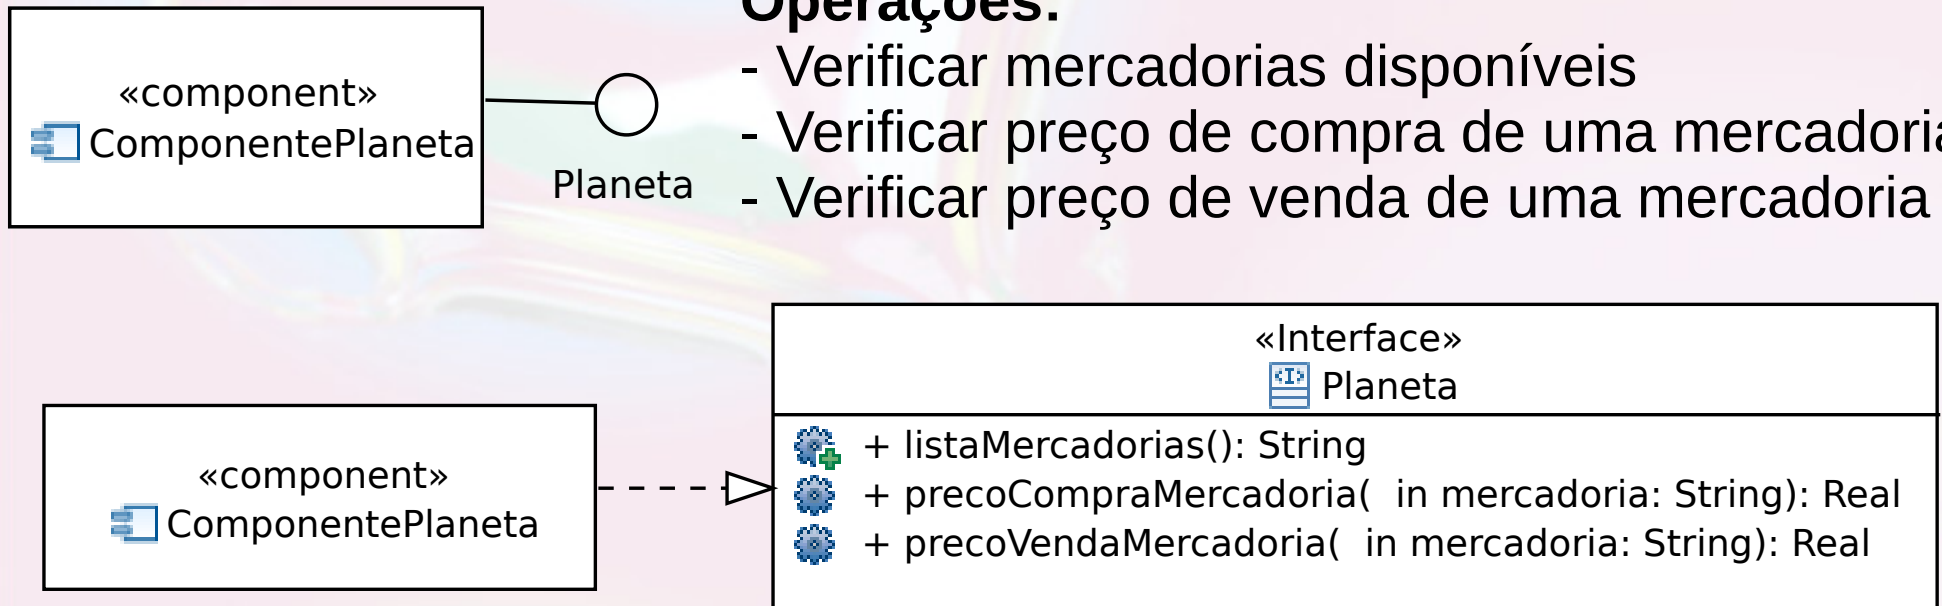 Operações:
- Verificar mercadorias disponíveis
- Verificar preço de compra de uma mercadoria
- Verificar preço de venda de uma mercadoria
«component»
ComponentePlaneta
Planeta
«Interface»
<I>
Planeta
+ listaMercadorias(): String
+ precoCompraMercadoria( in mercadoria: String): Real
+ precoVendaMercadoria( in mercadoria: String): Real
«component»
ComponentePlaneta